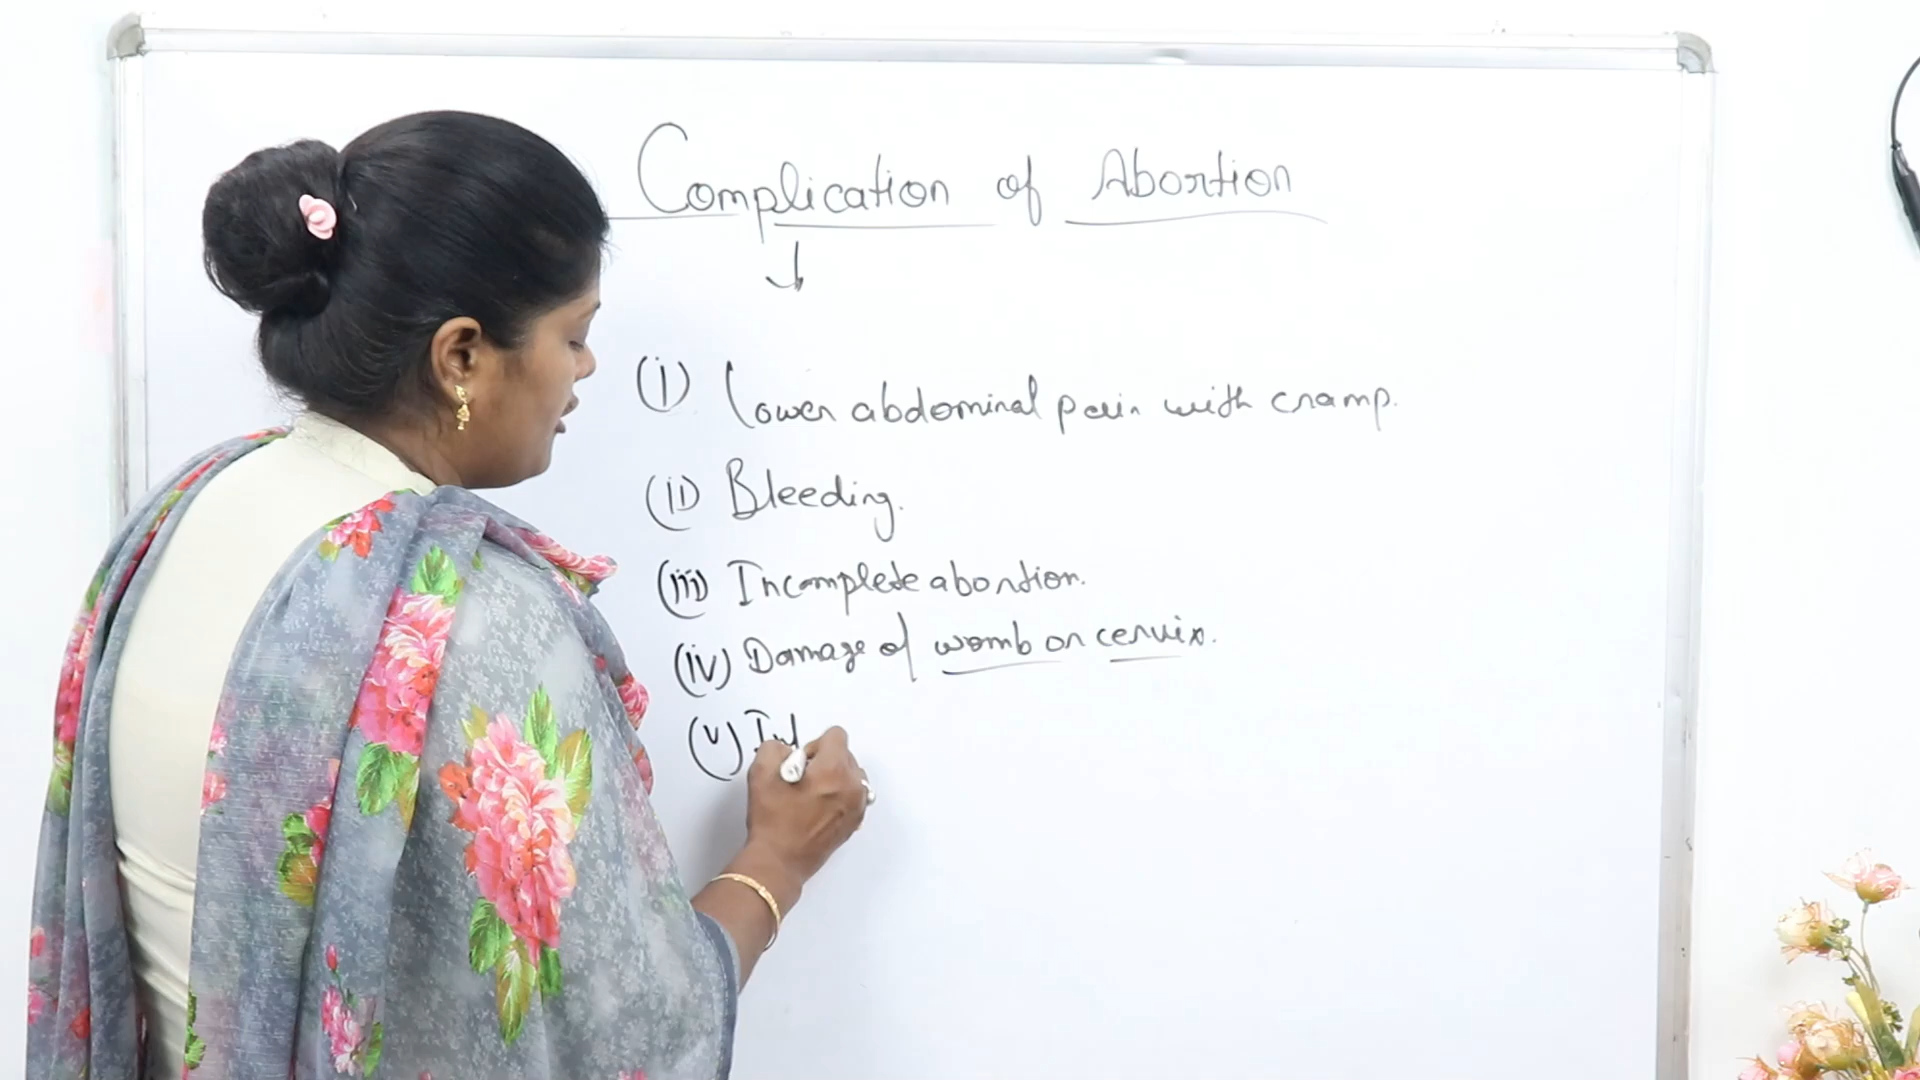 Complication of Abortion
(i) Lower abdominal pain with cramp.
(ii) Bleeding.
(iii) Incomplete abortion.
(iv) Damage of womb or cervix.
(v)